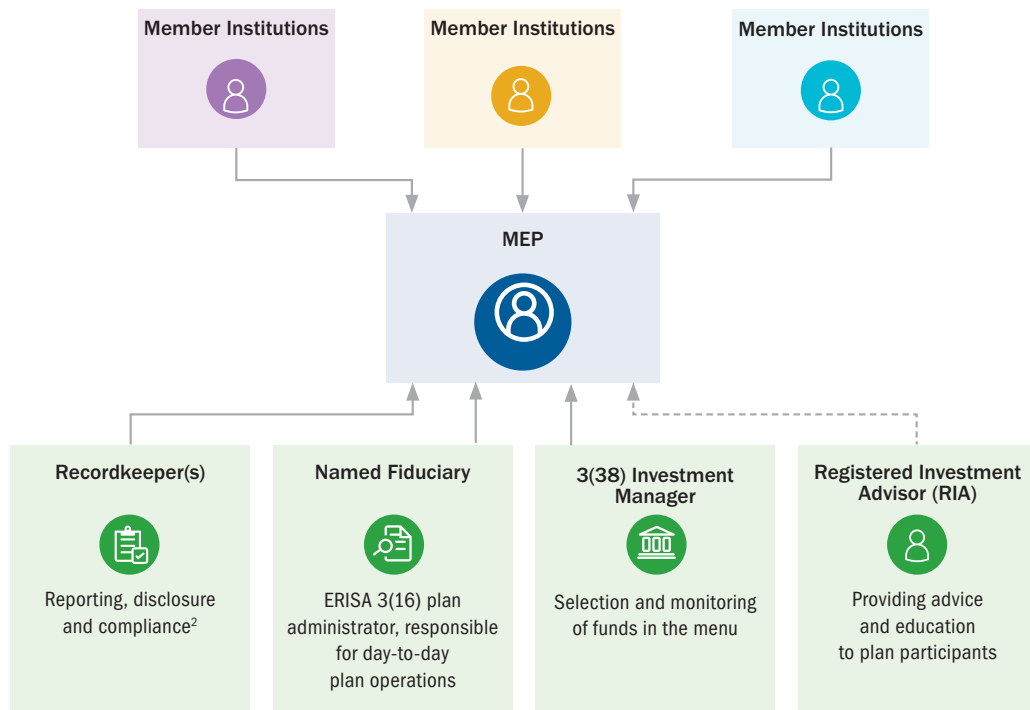 Member Institutions
Member Institutions
Member Institutions
MEP
Recordkeeper(s)
Reporting, disclosure
and compliance²
Named Fiduciary
ERISA 3(16) plan
administrator, responsible
for day-to-day
plan operations
3(38) Investment
Manager
Selection and monitoring
of funds in the menu
Registered Investment
Advisor (RIA)
Providing advice
and education
to plan participants